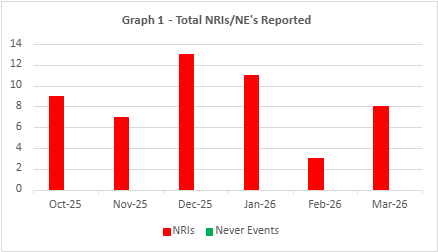 Graph 1 - Total NRIs/NE's Reported
14
12
10
8
6
4
2
0
Oct-25 Nov-25 Dec-25 Jan-26 Feb-26 Mar-26
NRIs Never Events